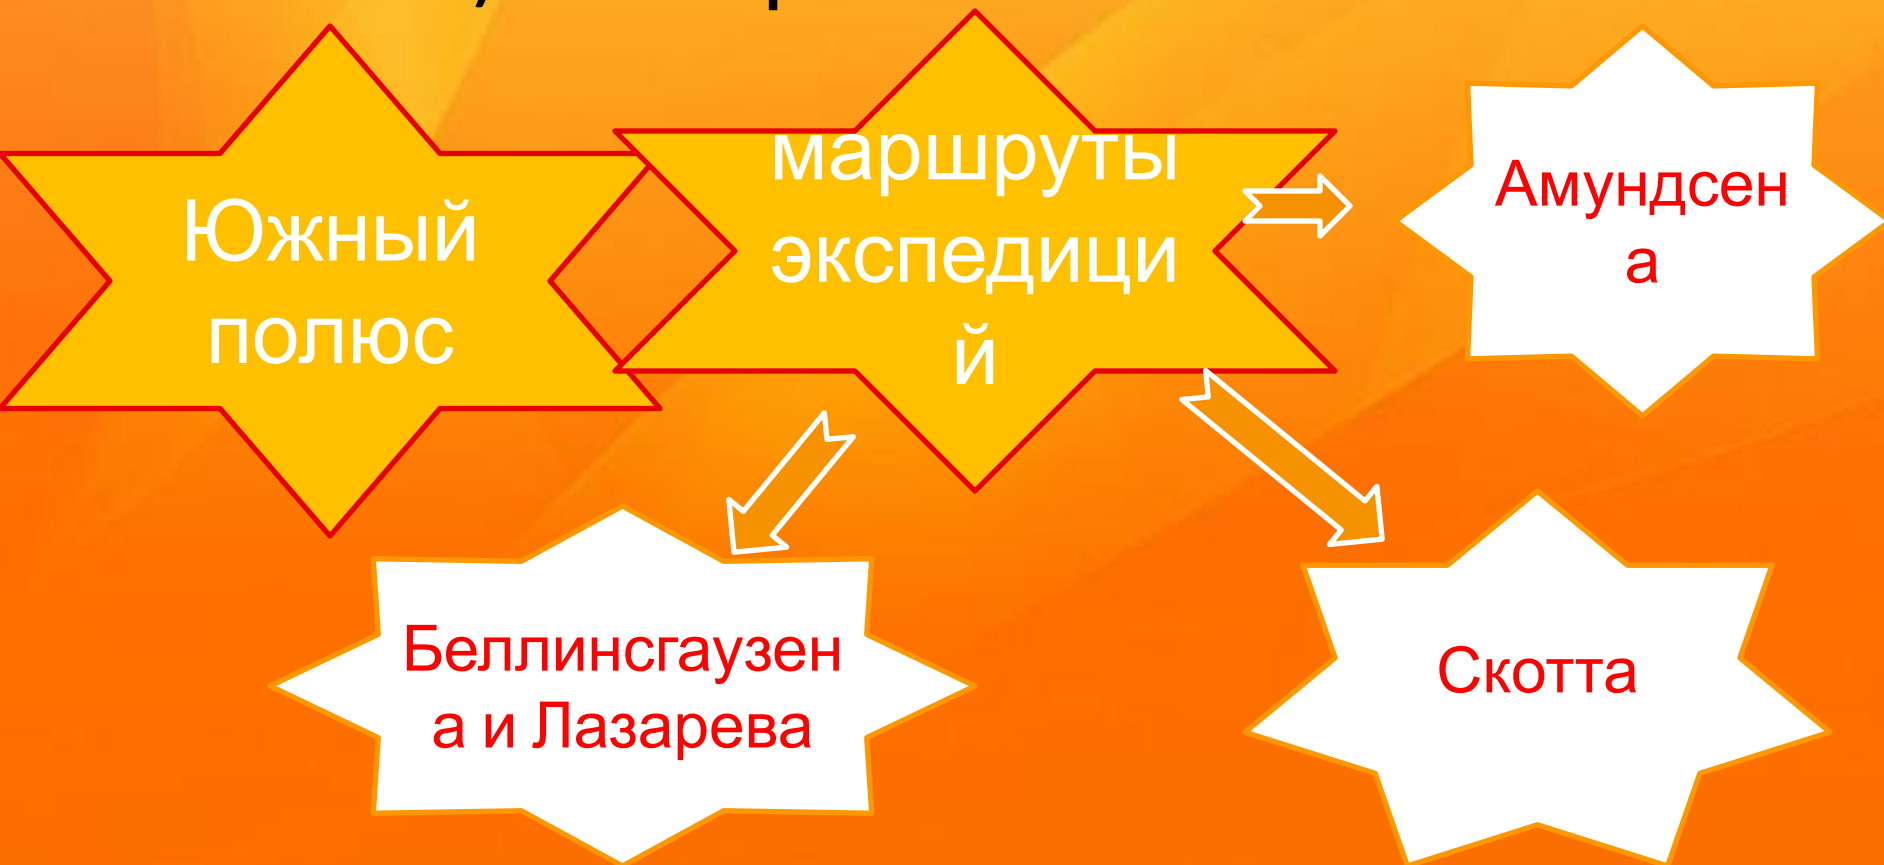 Южный
полюс
маршруты
экспедици
й
Амундсен
а
Беллинсгаузен
а и Лазарева
Скотта